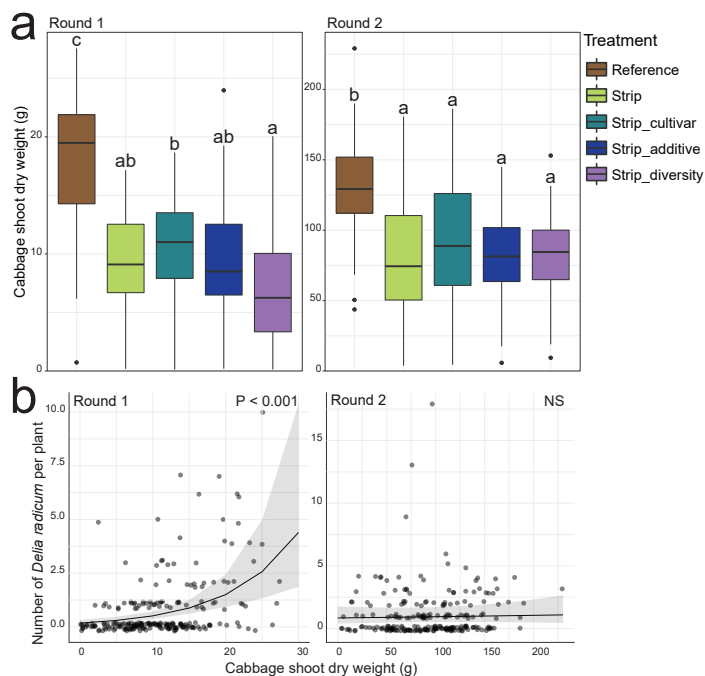 a
Round 1
Round 2
Treatment
Reference
Strip
Strip_cultivar
Strip_additive
Strip_diversity
Cabbage shoot dry weight (g)
20
10
0
c
ab
b
ab
a
200
150
100
50
0
b
a
a
a
a
b
Round 1
P < 0.001
Round 2
NS
Number of Delia radicum per plant
10.0
7.5
5.0
2.5
0.0
0
10
20
30
15
10
5
0
0
50
100
150
200
Cabbage shoot dry weight (g)